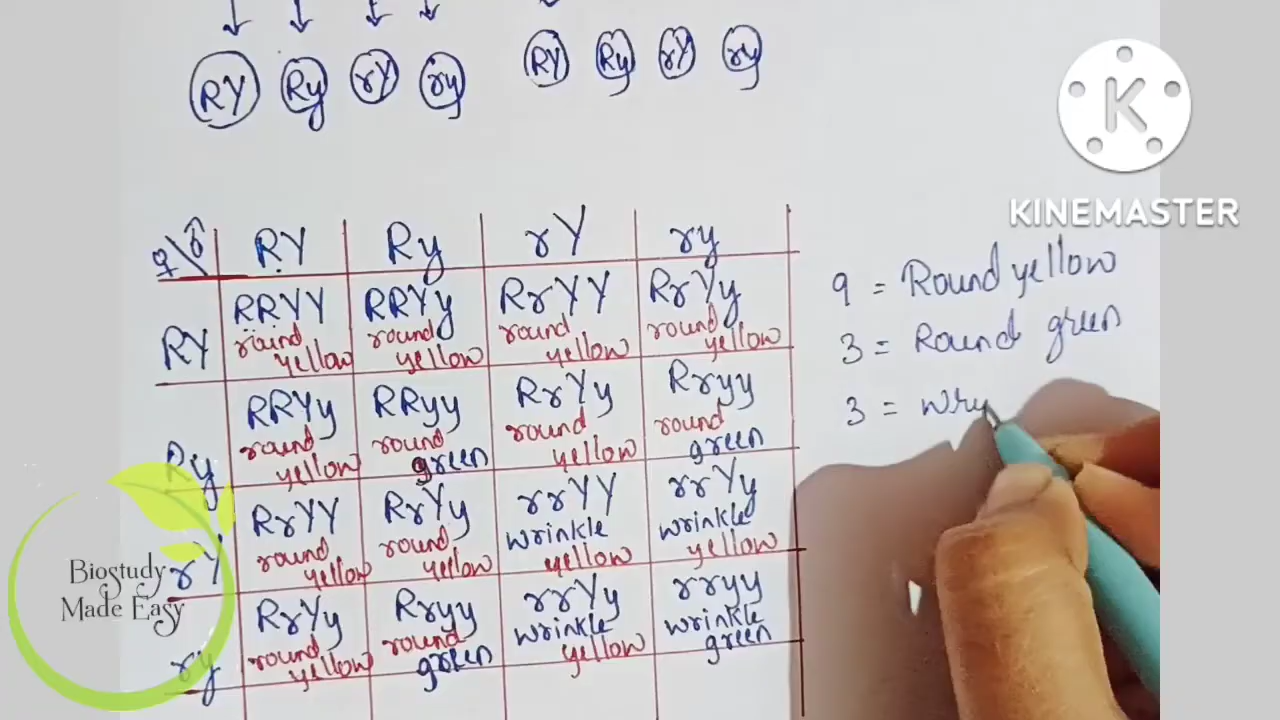 RY Ry rY ry RY Ry rY ry
KINEMASTER
♀\♂ RY Ry rY ry
RY RRYY RRYy RrYY RrYy
round yellow round yellow round yellow round yellow
Ry RRYy RRyy RrYy Rryy
round yellow round green round yellow round green
rY RrYY RrYy rrYY rrYy
round yellow round yellow wrinkle yellow wrinkle yellow
ry RrYy Rryy rrYy rryy
round yellow round green wrinkle yellow wrinkle green
9 = Round yellow
3 = Round green
3 = wry
Biostudy
Made Easy